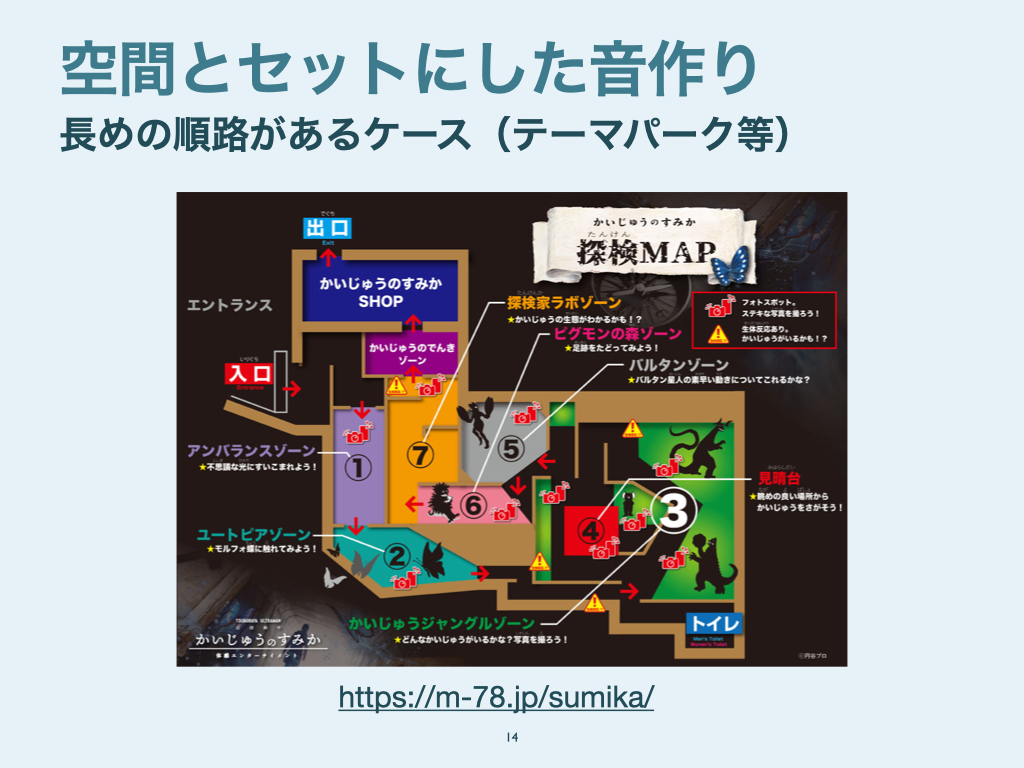 空間とセットにした音作り
長めの順路があるケース（テーマパーク等）
でぐち
出口
Exit
かいじゅうのすみか
たんけん
探検MAP
かいじゅうのすみか
SHOP
エントランス
かいじゅうのでんき
ゾーン
いりぐち
入口
Entrance
たんけんか
探検家ラボゾーン
★かいじゅうの生態がわかるかも！？
ピグモンの森ゾーン
★足跡をたどってみよう！
バルタンゾーン
★バルタン星人の素早い動きについてこれるかな？
フォトスポット。
ステキな写真を撮ろう！
生体反応あり。
かいじゅうがいるかも！？
アンバランスゾーン
★不思議な光にすいこまれよう！
①
⑦
⑤
⑥
③
④
②
みはらしだい
見晴台
★眺めの良い場所から
かいじゅうをさがそう！
ユートピアゾーン
★モルフォ蝶に触れてみよう！
かいじゅうジャングルゾーン
★どんなかいじゅうがいるかな？写真を撮ろう！
トイレ
Men's Toilet
Women's Toilet
TSUBURAYA ULTRAMAN
かいじゅうのすみか
体感エンターテイメント
©円谷プロ
https://m-78.jp/sumika/
14